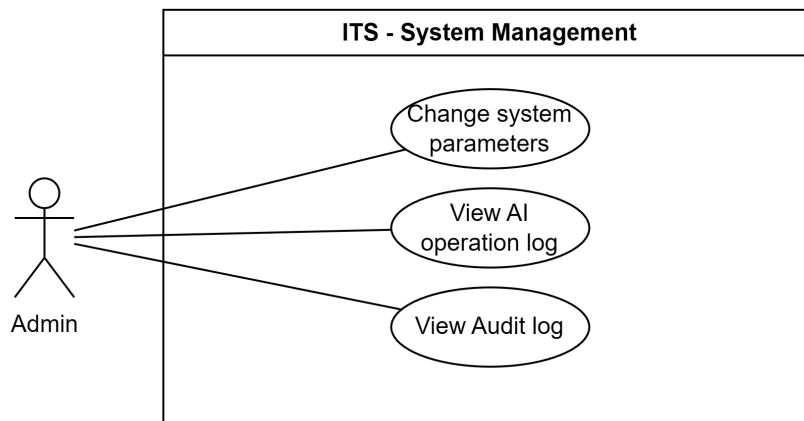 ITS - System Management
Change system
parameters
View AI
operation log
View Audit log
Admin